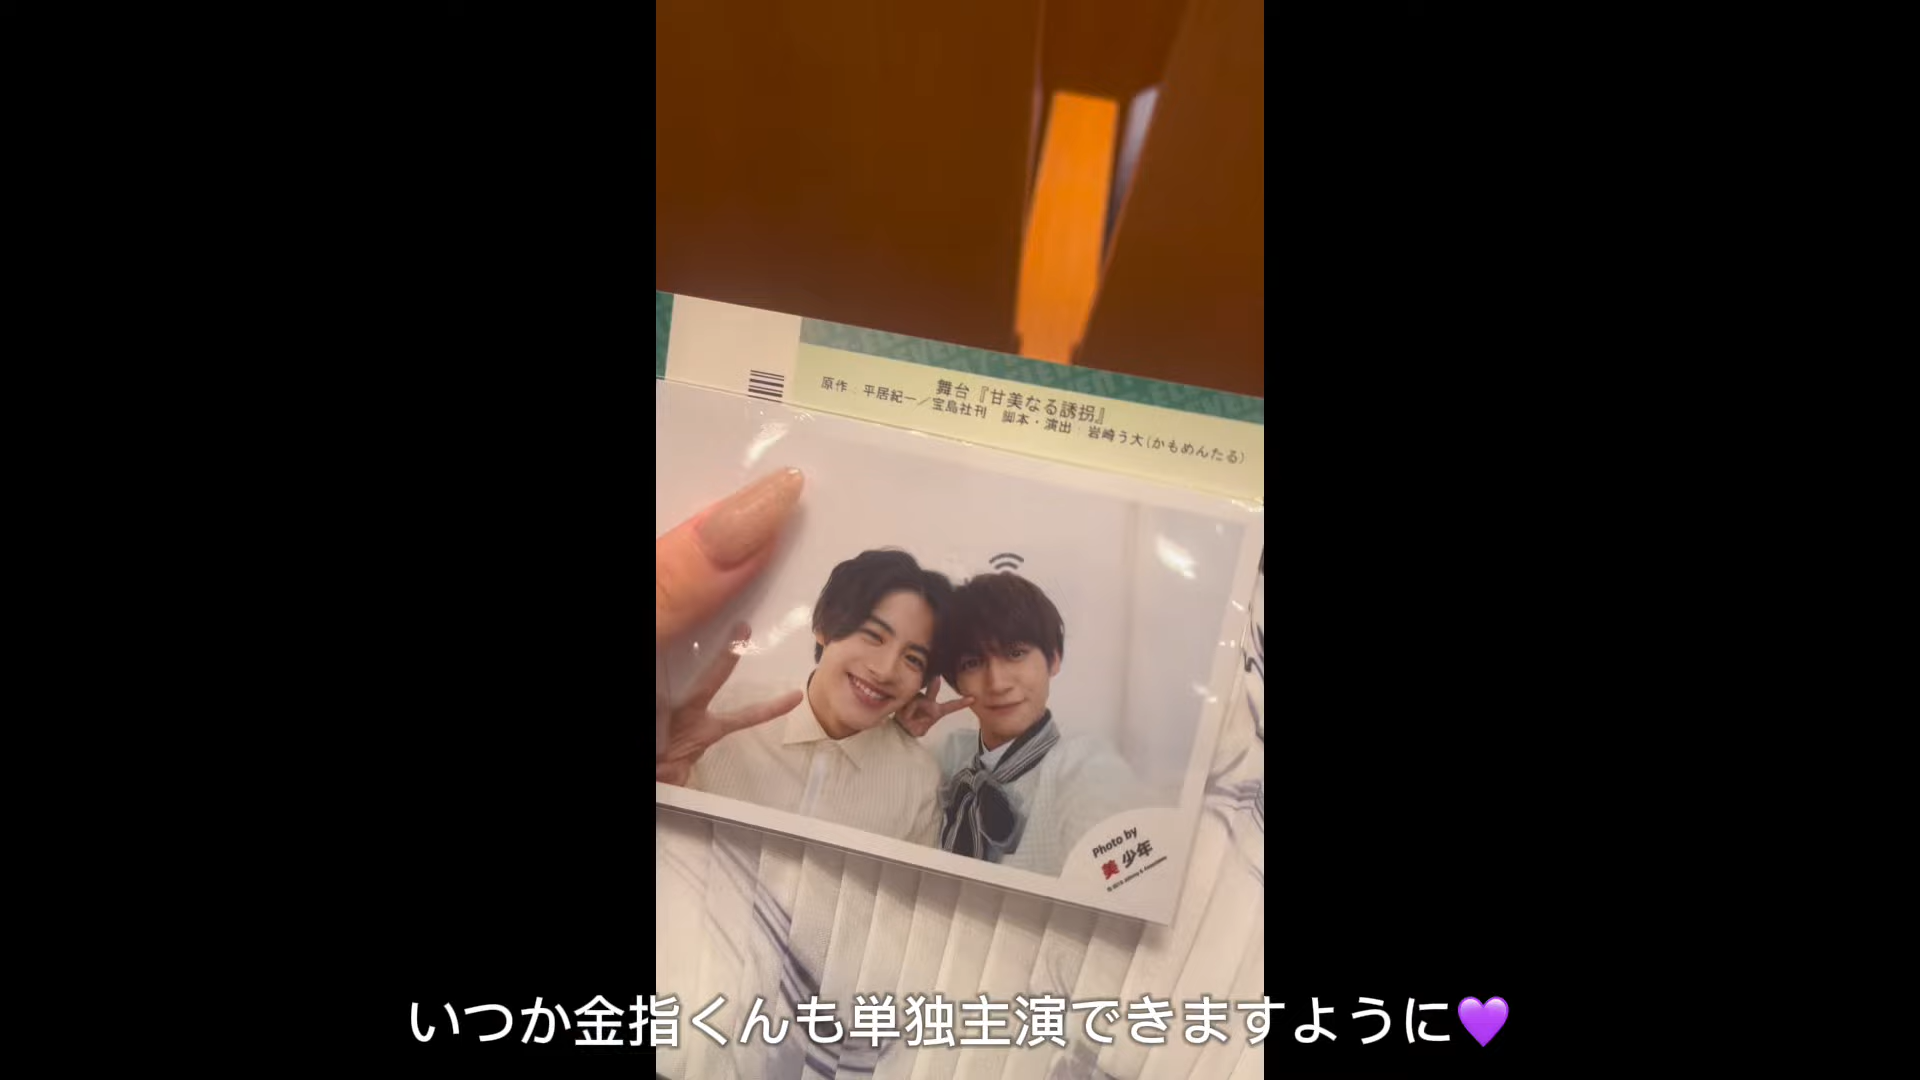 舞台『甘美なる誘拐』
原作:平居紀一/宝島社刊 脚本・演出:岩崎う大(かもめんたる)
Photo by
美 少年
いつか金指くんも単独主演できますように💜